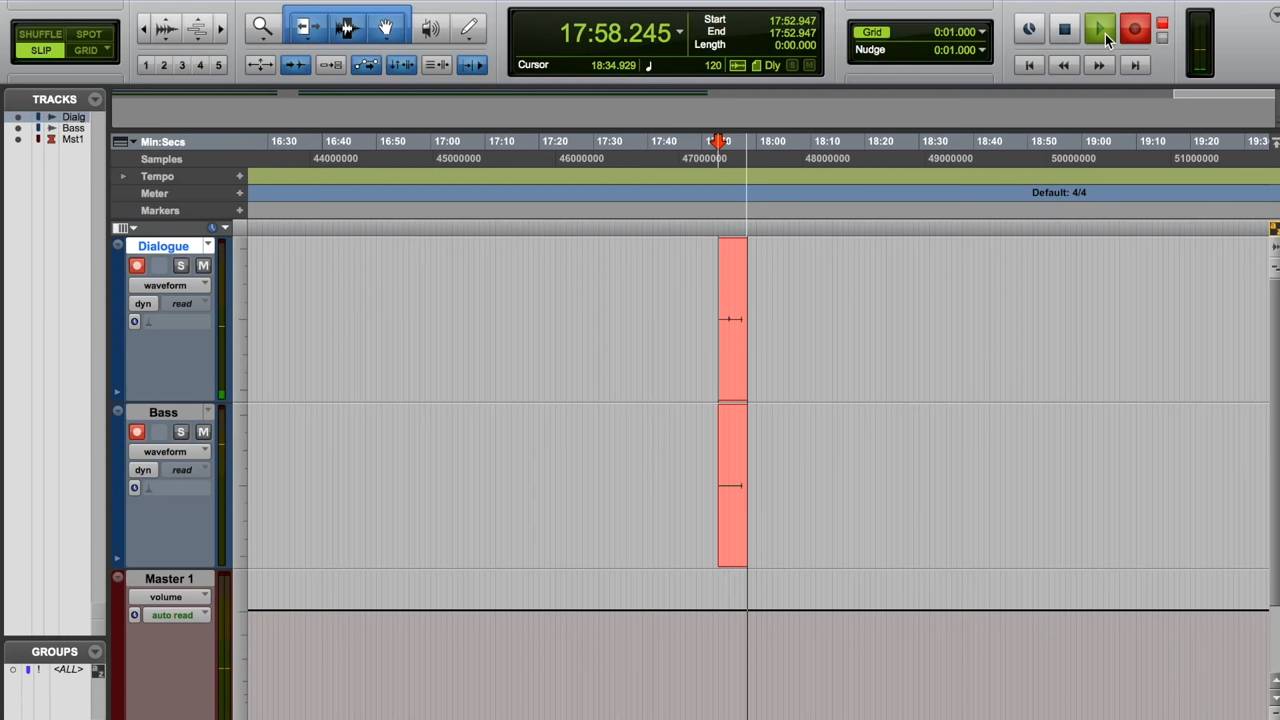 SHUFFLE SPOT
SLIP GRID
1 2 3 4 5
17:58.245
Start 17:52.947
End 17:52.947
Length 0:00.000
Cursor 18:34.929 120 Dly S M
Grid 0:01.000
Nudge 0:01.000
TRACKS
Dialg
Bass
Mst1
Min:Secs 16:30 16:40 16:50 17:00 17:10 17:20 17:30 17:40 18:00 18:10 18:20 18:30 18:40 18:50 19:00 19:10 19:20 19:3
Samples 44000000 45000000 46000000 47000000 48000000 49000000 50000000 51000000
Tempo +
Meter + Default: 4/4
Markers +
Dialogue
S M
waveform
dyn read
Bass
S M
waveform
dyn read
Master 1
volume
auto read
GROUPS
! <ALL>
a z